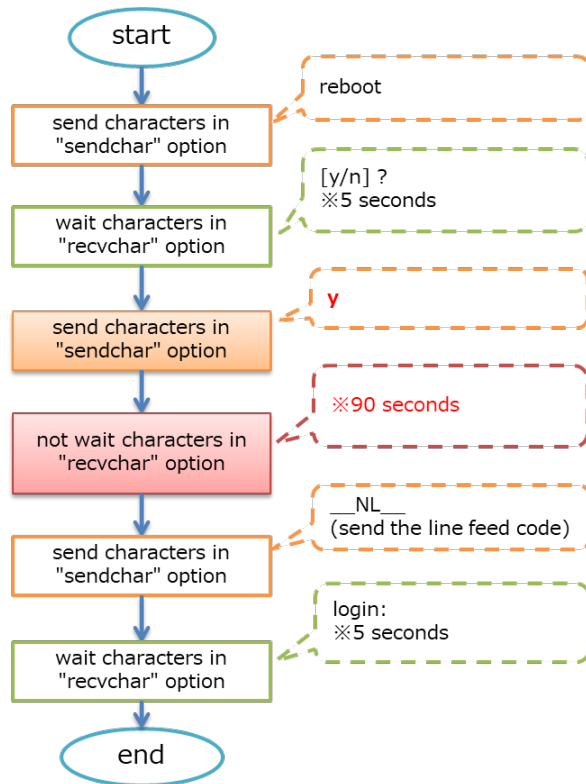 start
send characters in
"sendchar" option
reboot
wait characters in
"recvchar" option
[y/n] ?
※5 seconds
send characters in
"sendchar" option
y
not wait characters in
"recvchar" option
※90 seconds
send characters in
"sendchar" option
__NL__
(send the line feed code)
wait characters in
"recvchar" option
login:
※5 seconds
end